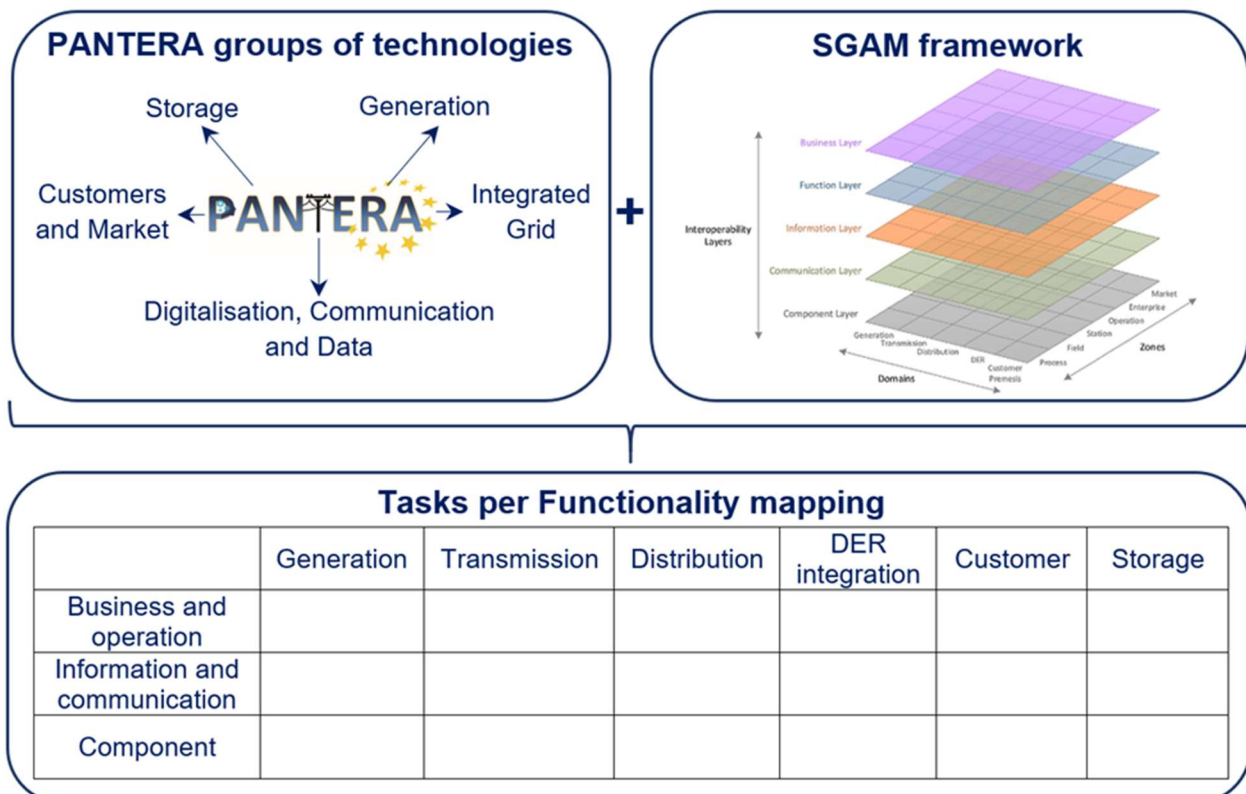 PANTERA groups of technologies
Storage
Generation
Customers
and Market
PANTERA
Integrated
Grid
Digitalisation, Communication
and Data
+
SGAM framework
Business Layer
Function Layer
Interoperability
Layers
Information Layer
Communication Layer
Component Layer
Generation
Transmission
Distribution
DER
Customer
Premesis
Domains
Process
Field
Station
Operation
Enterprise
Market
Zones
Tasks per Functionality mapping
Generation
Transmission
Distribution
DER
integration
Customer
Storage
Business and
operation
Information and
communication
Component